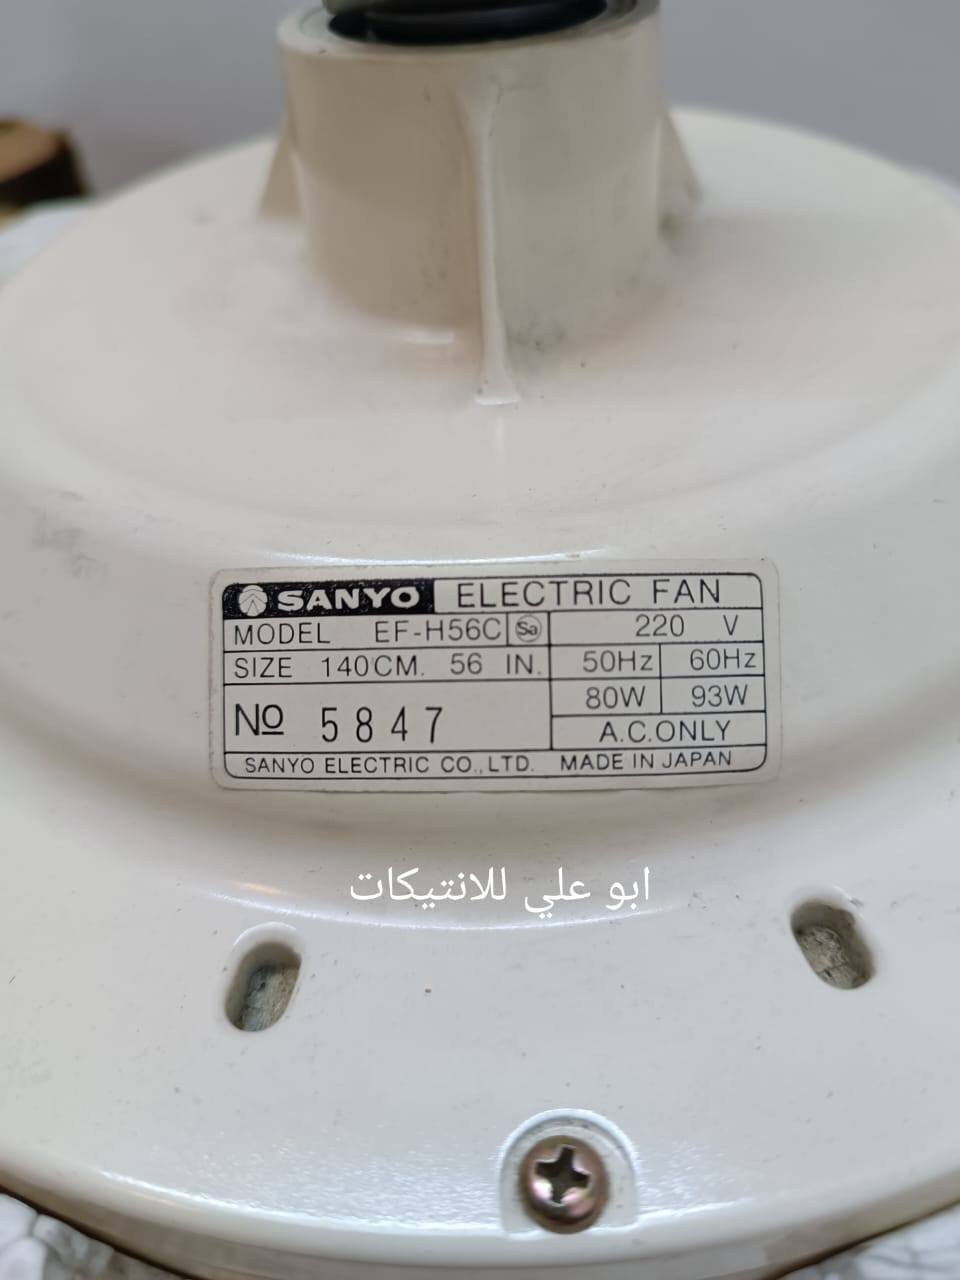 SANYO ELECTRIC FAN
MODEL EF-H56C Sa 220 V
SIZE 140CM. 56 IN. 50Hz 60Hz
80W 93W
NO 5847
A.C.ONLY
SANYO ELECTRIC CO.,LTD. MADE IN JAPAN
ابو علي للانتيكات